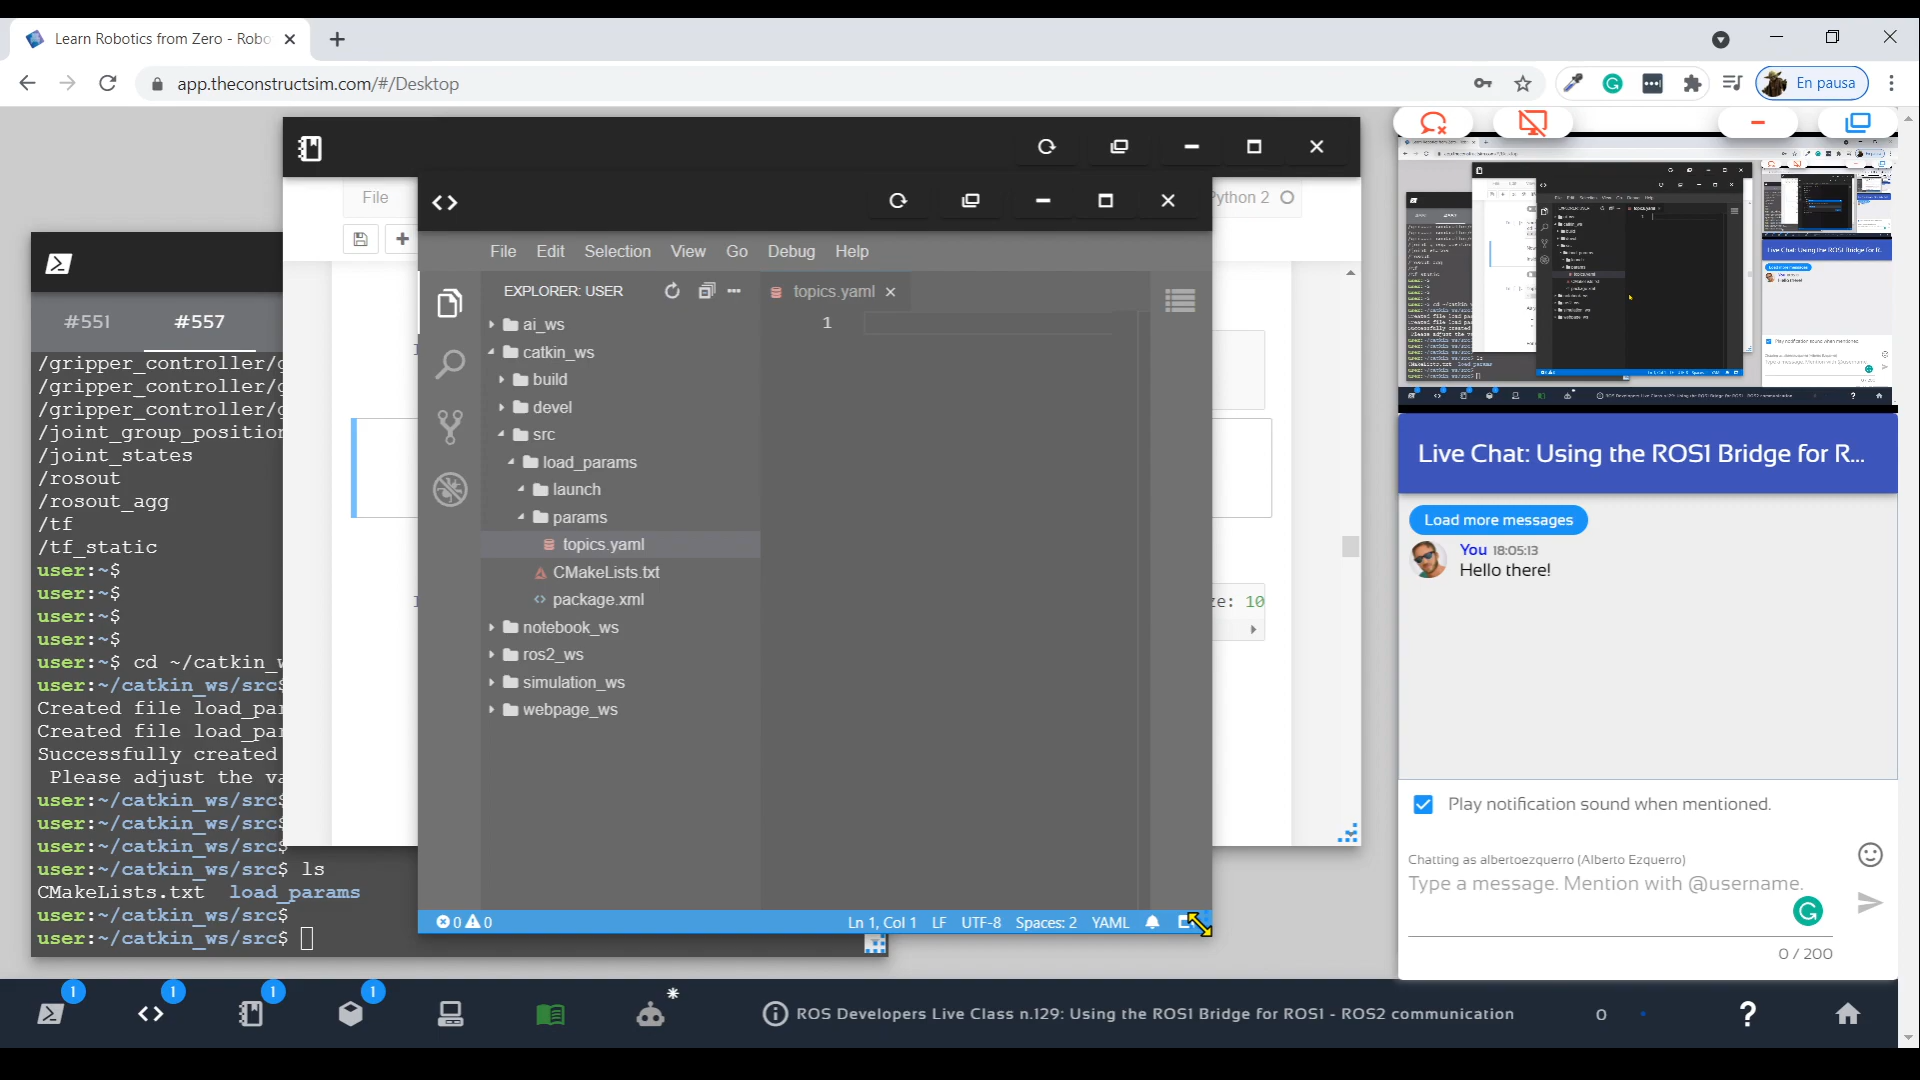 Learn Robotics from Zero - Robo
app.theconstructsim.com/#/Desktop
En pausa
File
Python 2
File Edit Selection View Go Debug Help
#551 #557
EXPLORER: USER
topics.yaml
1
ai_ws
catkin_ws
build
devel
src
load_params
launch
params
topics.yaml
CMakeLists.txt
package.xml
notebook_ws
ros2_ws
simulation_ws
webpage_ws
/gripper_controller/
/gripper_controller/
/gripper_controller/
/joint_group_position
/joint_states
/rosout
/rosout_agg
/tf
/tf_static
user:~$
user:~$
user:~$
user:~$
user:~$ cd ~/catkin_
user:~/catkin_ws/src$
Created file load_pa
Created file load_pa
Successfully created
Please adjust the va
user:~/catkin_ws/src$
user:~/catkin_ws/src$
user:~/catkin_ws/src$
user:~/catkin_ws/src$ ls
CMakeLists.txt load_params
user:~/catkin_ws/src$
user:~/catkin_ws/src$
ze: 10
0 0
Ln 1, Col 1 LF UTF-8 Spaces: 2 YAML
Live Chat: Using the ROS1 Bridge for R...
Load more messages
You 18:05:13
Hello there!
Play notification sound when mentioned.
Chatting as albertoezquerro (Alberto Ezquerro)
Type a message. Mention with @username.
0 / 200
1 1 1 1
ROS Developers Live Class n.129: Using the ROS1 Bridge for ROS1 - ROS2 communication
0
?